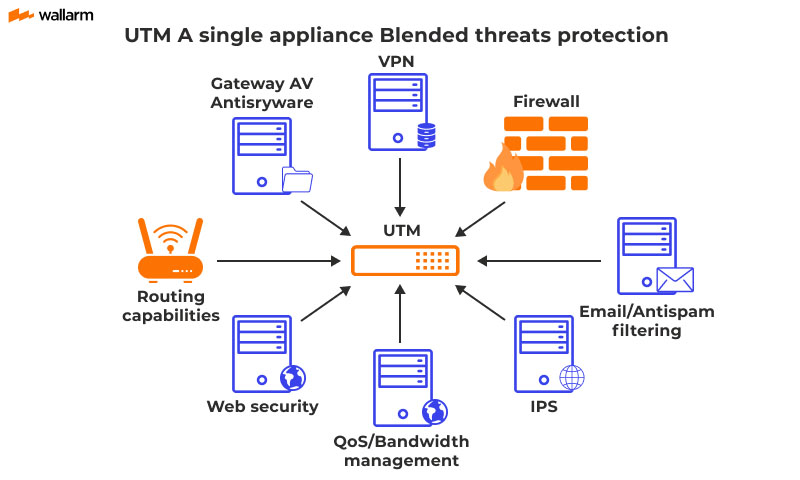 wallarm
UTM A single appliance Blended threats protection
VPN
Gateway AV
Antisryware
Firewall
UTM
Routing
capabilities
Email/Antispam
filtering
Web security
IPS
QoS/Bandwidth
management